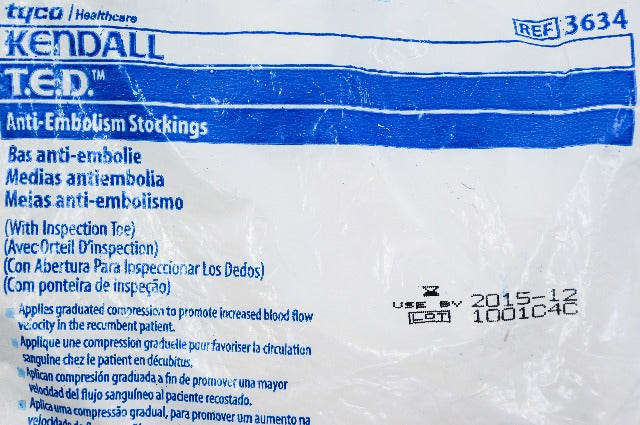 tyco / Healthcare
REF 3634
KENDALL
T.E.D.™
Anti-Embolism Stockings
Bas anti-embolie
Medias antiembolia
Meias anti-embolismo
(With Inspection Toe)
(Avec Orteil D'inspection)
(Con Abertura Para Inspeccionar Los Dedos)
(Com ponteira de inspeção)
USE BY 2015-12
LOT 1001C4C
Applies graduated compression to promote increased blood flow
velocity in the recumbent patient.
Applique une compression graduelle pour favoriser la circulation
sanguine chez le patient en décubitus.
Aplican compresión graduada a fin de promover una mayor
velocidad del flujo sanguíneo al paciente recostado.
Aplica uma compressão gradual, para promover um aumento na
velocidade